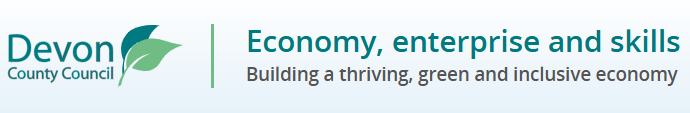 Devon
County Council
Economy, enterprise and skills
Building a thriving, green and inclusive economy